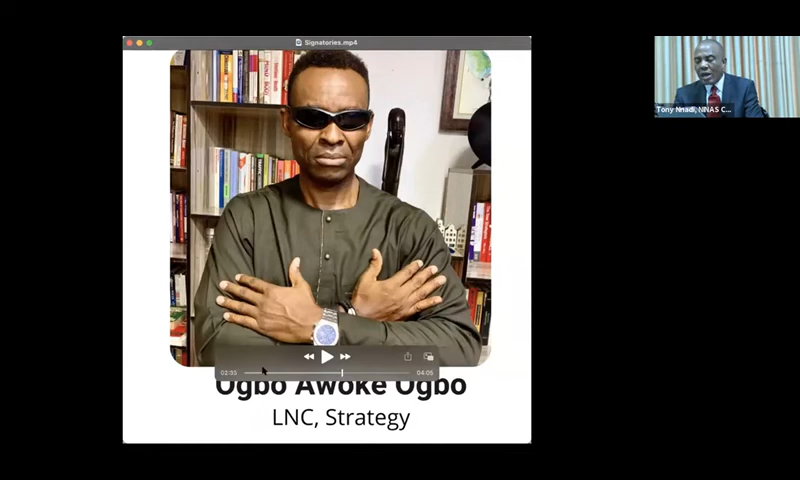 Signatories.mp4
Tony Nnadi, NINAS C...
02:33
04:05
Ogbo Awoke Ogbo
LNC, Strategy